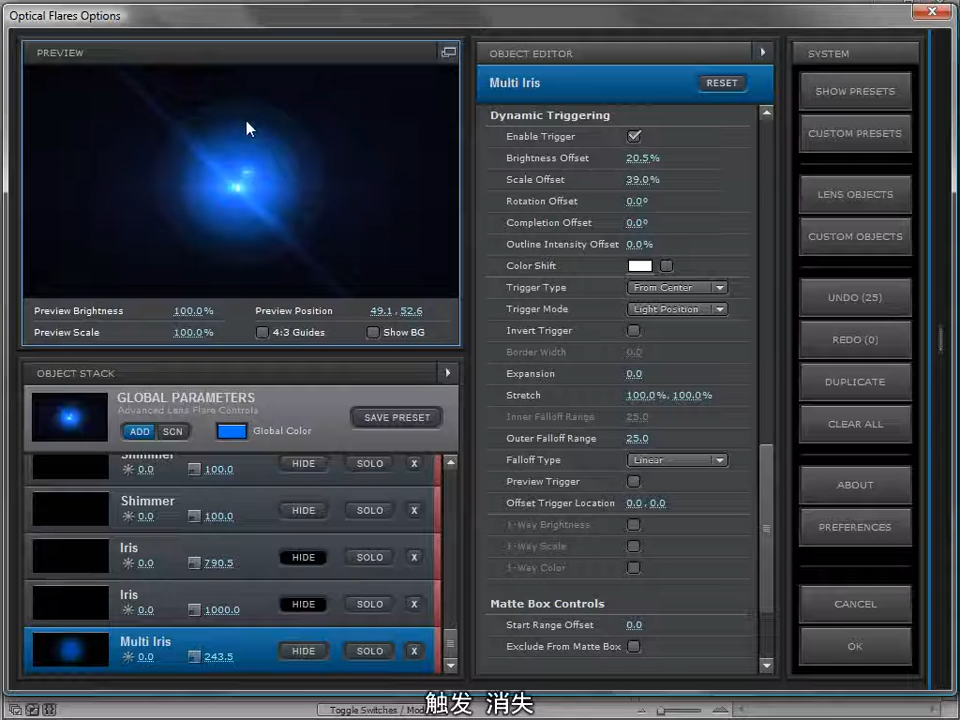 Optical Flares Options
PREVIEW
Preview Brightness 100.0% Preview Position 49.1 , 52.6
Preview Scale 100.0% 4:3 Guides Show BG
OBJECT STACK
GLOBAL PARAMETERS
Advanced Lens Flare Controls
SAVE PRESET
ADD SCN Global Color
Shimmer
0.0 100.0 HIDE SOLO X
Shimmer
0.0 100.0 HIDE SOLO X
Iris
0.0 790.5 HIDE SOLO X
Iris
0.0 1000.0 HIDE SOLO X
Multi Iris
0.0 243.5 HIDE SOLO X
OBJECT EDITOR
Multi Iris RESET
Dynamic Triggering
Enable Trigger
Brightness Offset 20.5%
Scale Offset 39.0%
Rotation Offset 0.0º
Completion Offset 0.0º
Outline Intensity Offset 0.0%
Color Shift
Trigger Type From Center
Trigger Mode Light Position
Invert Trigger
Border Width 0.0
Expansion 0.0
Stretch 100.0%, 100.0%
Inner Falloff Range 25.0
Outer Falloff Range 25.0
Falloff Type Linear
Preview Trigger
Offset Trigger Location 0.0, 0.0
1-Way Brightness
1-Way Scale
1-Way Color
Matte Box Controls
Start Range Offset 0.0
Exclude From Matte Box
SYSTEM
SHOW PRESETS
CUSTOM PRESETS
LENS OBJECTS
CUSTOM OBJECTS
UNDO (25)
REDO (0)
DUPLICATE
CLEAR ALL
ABOUT
PREFERENCES
CANCEL
OK
Toggle Switches / Mod
触发 消失